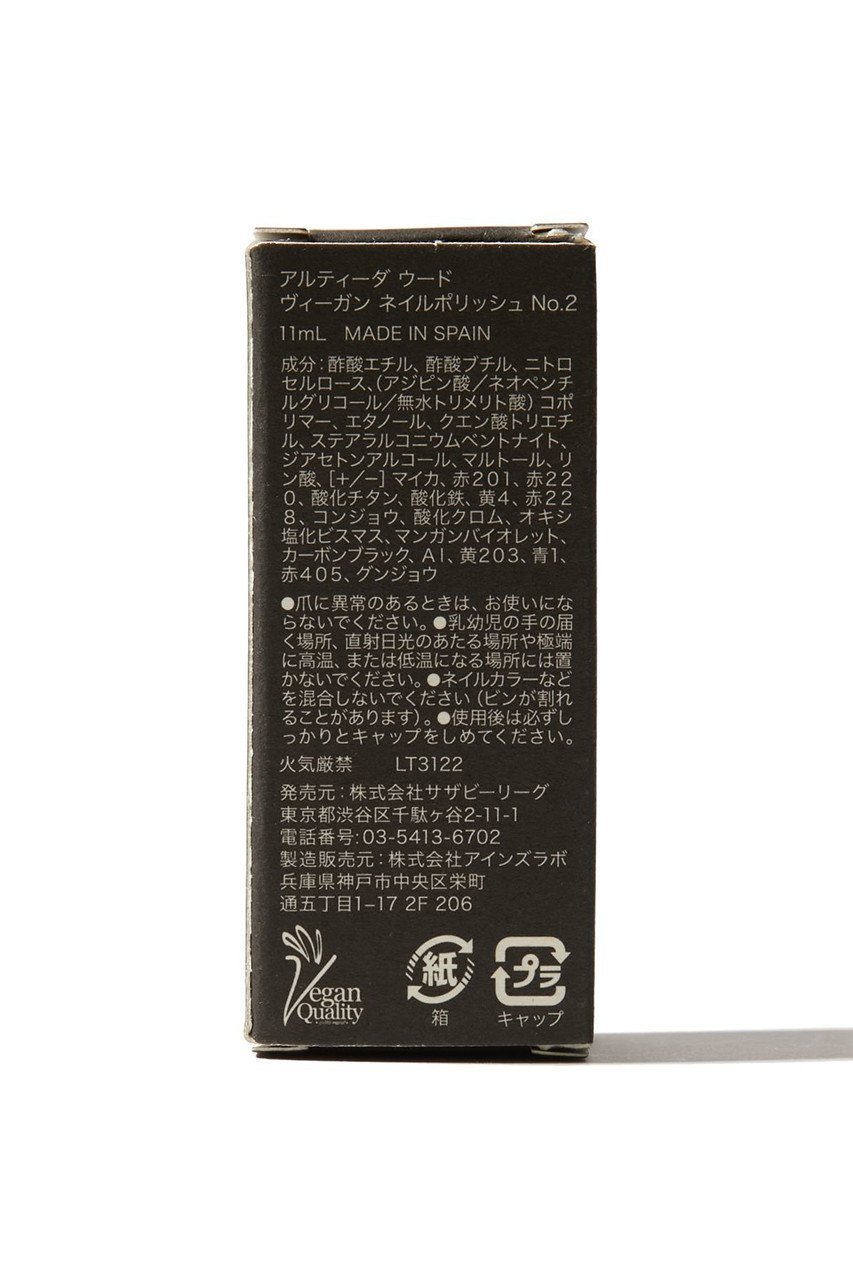 アルティーダ ウード
ヴィーガン ネイルポリッシュ No.2
11mL MADE IN SPAIN
成分：酢酸エチル、酢酸ブチル、ニトロ
セルロース、（アジピン酸／ネオペンチ
ルグリコール／無水トリメリト酸）コポ
リマー、エタノール、クエン酸トリエチ
ル、ステアラルコニウムベントナイト、
ジアセトンアルコール、マルトール、リ
ン酸、［＋／－］マイカ、赤201、赤22
0、酸化チタン、酸化鉄、黄4、赤22
8、コンジョウ、酸化クロム、オキシ
塩化ビスマス、マンガンバイオレット、
カーボンブラック、Al、黄203、青1、
赤405、グンジョウ
●爪に異常のあるときは、お使いにな
らないでください。●乳幼児の手の届
く場所、直射日光のあたる場所や極端
に高温、または低温になる場所には置
かないでください。●ネイルカラーなど
を混合しないでください（ビンが割れ
ることがあります）。●使用後は必ずし
っかりとキャップをしめてください。
火気厳禁 LT3122
発売元：株式会社サザビーリーグ
東京都渋谷区千駄ヶ谷2-11-1
電話番号：03-5413-6702
製造販売元：株式会社アインズラボ
兵庫県神戸市中央区栄町
通五丁目1–17 2F 206
Vegan
Quality
紙
箱
プラ
キャップ